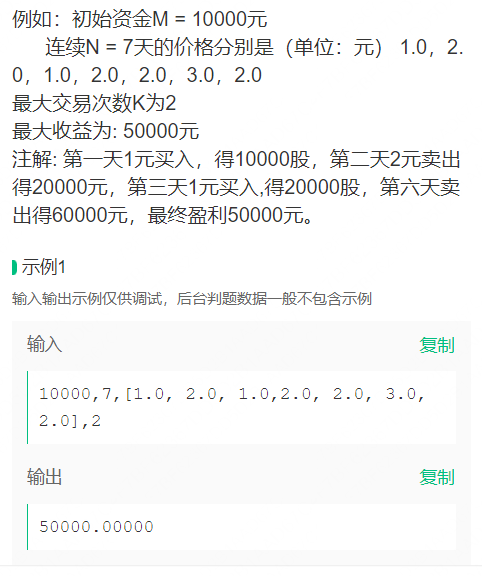 例如：初始资金M = 10000元
连续N = 7天的价格分别是（单位：元） 1.0，2.
0，1.0，2.0，2.0，3.0，2.0
最大交易次数K为2
最大收益为: 50000元
注解: 第一天1元买入，得10000股，第二天2元卖出
得20000元，第三天1元买入,得20000股，第六天卖
出得60000元，最终盈利50000元。
示例1
输入输出示例仅供调试，后台判题数据一般不包含示例
输入 复制
10000,7,[1.0, 2.0, 1.0,2.0, 2.0, 3.0,
2.0],2
输出 复制
50000.00000